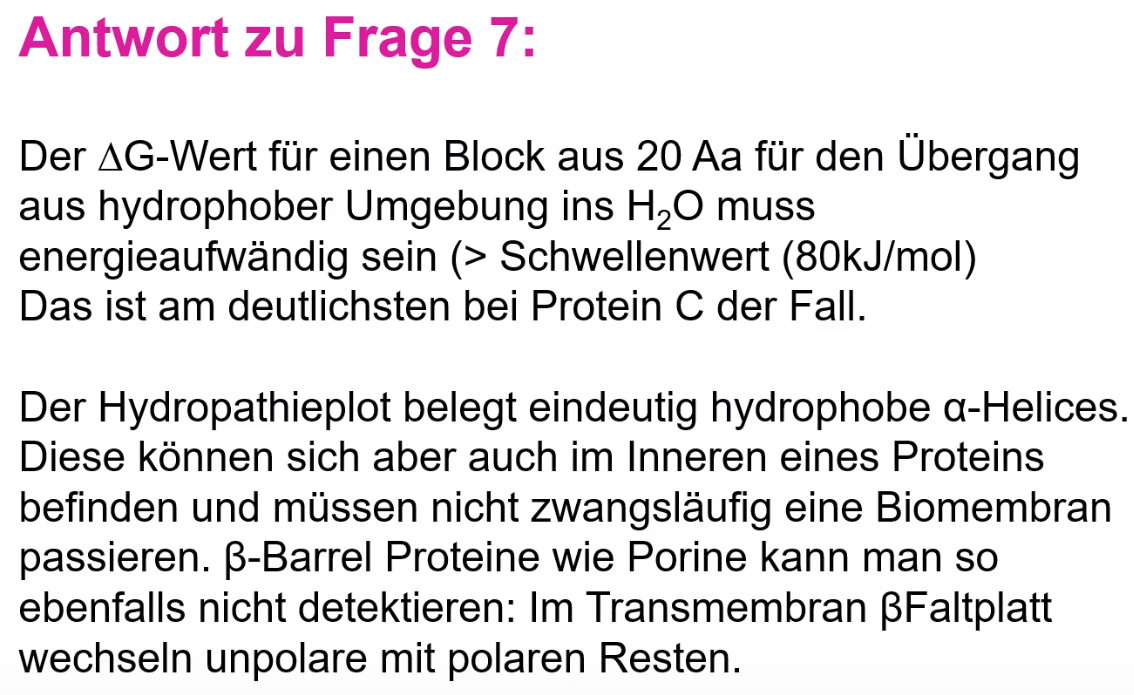 Antwort zu Frage 7:
Der ΔG-Wert für einen Block aus 20 Aa für den Übergang
aus hydrophober Umgebung ins H₂O muss
energieaufwändig sein (> Schwellenwert (80kJ/mol)
Das ist am deutlichsten bei Protein C der Fall.
Der Hydropathieplot belegt eindeutig hydrophobe α-Helices.
Diese können sich aber auch im Inneren eines Proteins
befinden und müssen nicht zwangsläufig eine Biomembran
passieren. β-Barrel Proteine wie Porine kann man so
ebenfalls nicht detektieren: Im Transmembran βFaltplatt
wechseln unpolare mit polaren Resten.